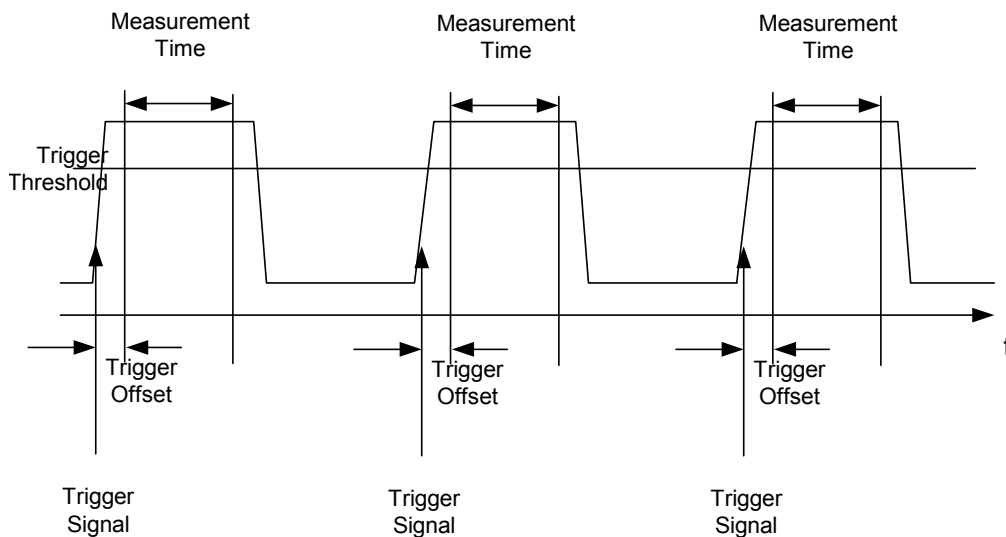 Measurement
Time
Measurement
Time
Measurement
Time
Trigger
Threshold
t
Trigger
Offset
Trigger
Offset
Trigger
Offset
Trigger
Signal
Trigger
Signal
Trigger
Signal